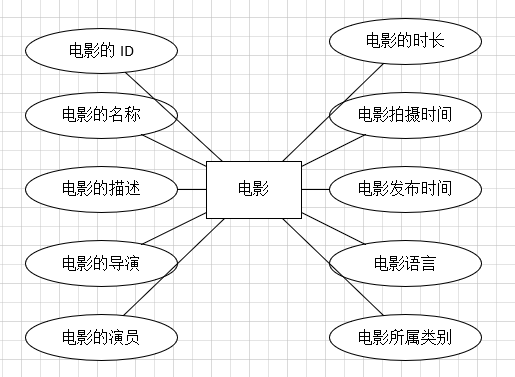 电影的 ID
电影的名称
电影的描述
电影的导演
电影的演员
电影
电影的时长
电影拍摄时间
电影发布时间
电影语言
电影所属类别